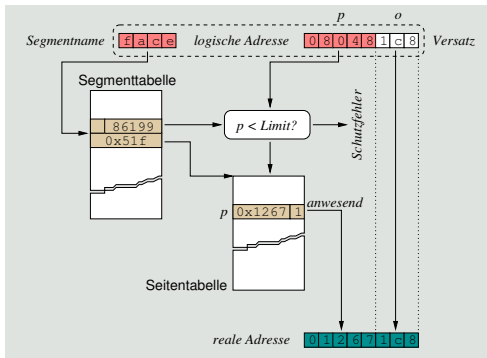 p o
Segmentname f a c e logische Adresse 0 8 0 4 8 1 c 8 Versatz
Segmenttabelle
86199
p < Limit?
Schutzfehler
0x51f
p 0x1267 1 anwesend
Seitentabelle
reale Adresse 0 1 2 6 7 1 c 8